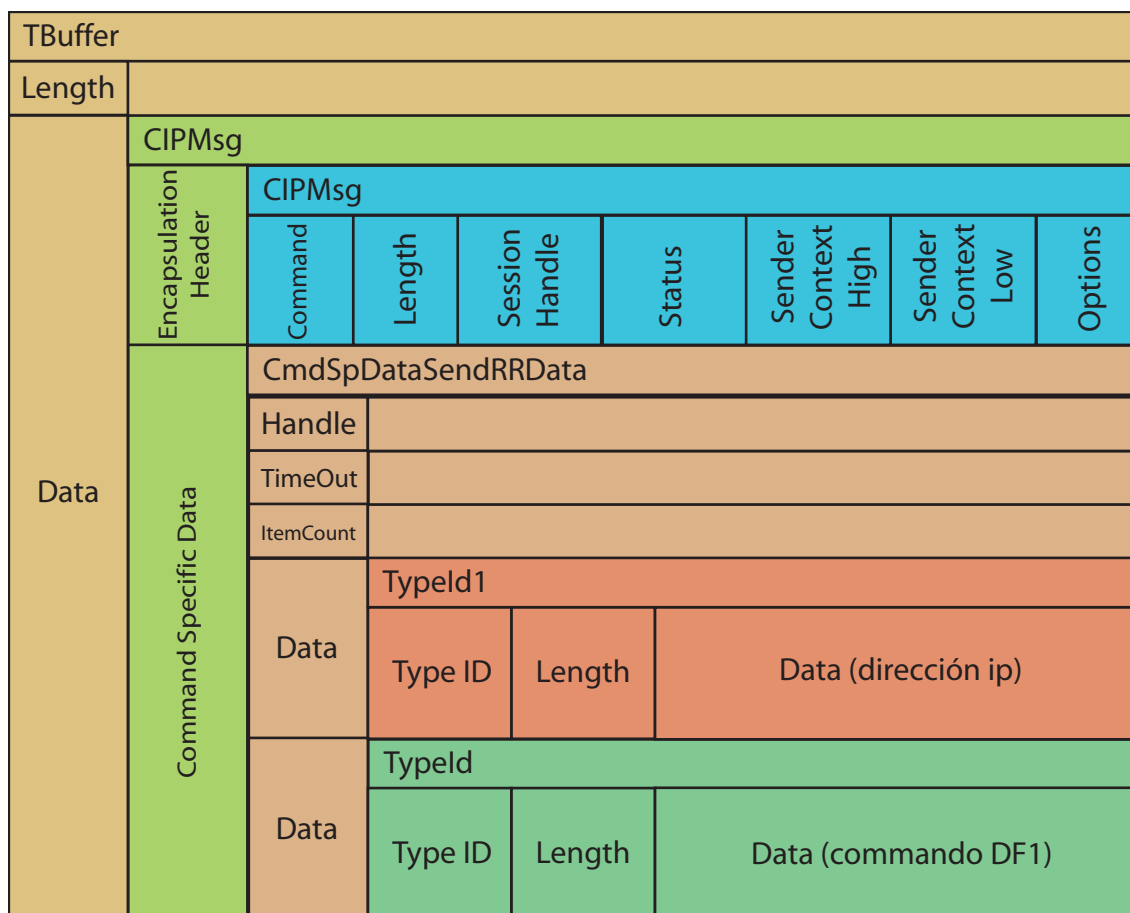 TBuffer
Length
CIPMsg
Encapsulation
Header
CIPMsg
Command
Length
Session
Handle
Status
Sender
Context
High
Sender
Context
Low
Options
Data
Command Specific Data
CmdSpDataSendRRData
Handle
TimeOut
ItemCount
Data
TypeId1
Type ID
Length
Data (dirección ip)
Data
TypeId
Type ID
Length
Data (commando DF1)